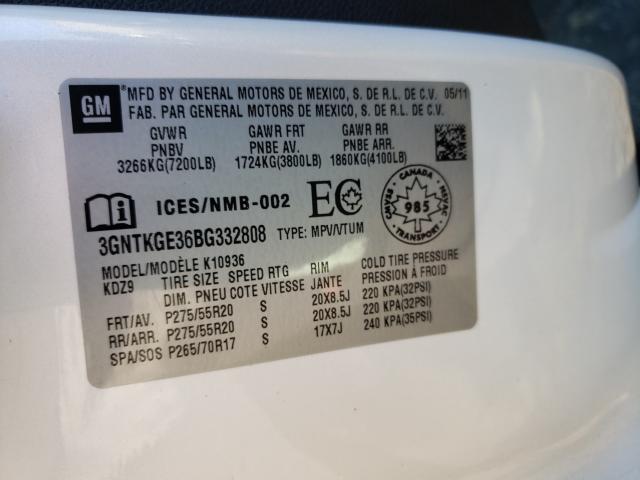 GM
MFD BY GENERAL MOTORS DE MEXICO, S. DE R.L. DE C.V. 05/11
FAB. PAR GENERAL MOTORS DE MEXICO, S. DE R.L. DE C.V.
GVWR GAWR FRT GAWR RR
PNBV PNBE AV. PNBE ARR.
3266KG(7200LB) 1724KG(3800LB) 1860KG(4100LB)
ICES/NMB-002 EC CANADA
CMVSS 985 NSVAC
3GNTKGE36BG332808 TYPE: MPV/VTUM
MODEL/MODÈLE K10936
KDZ9 TIRE SIZE SPEED RTG RIM COLD TIRE PRESSURE
DIM. PNEU COTE VITESSE JANTE PRESSION À FROID
FRT/AV. P275/55R20 S 20X8.5J 220 KPA(32PSI)
RR/ARR. P275/55R20 S 20X8.5J 220 KPA(32PSI)
SPA/SOS P265/70R17 S 17X7J 240 KPA(35PSI)